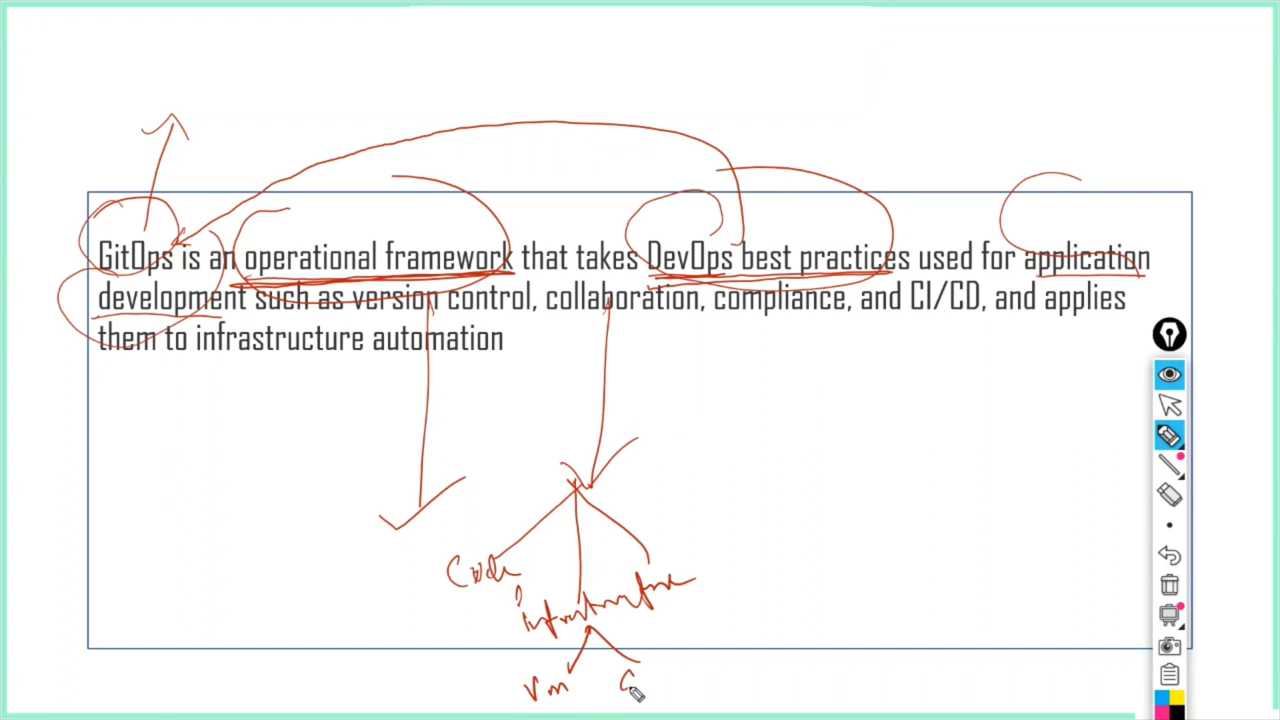 GitOps is an operational framework that takes DevOps best practices used for application
development such as version control, collaboration, compliance, and CI/CD, and applies
them to infrastructure automation
Code
infrastructure
Vm